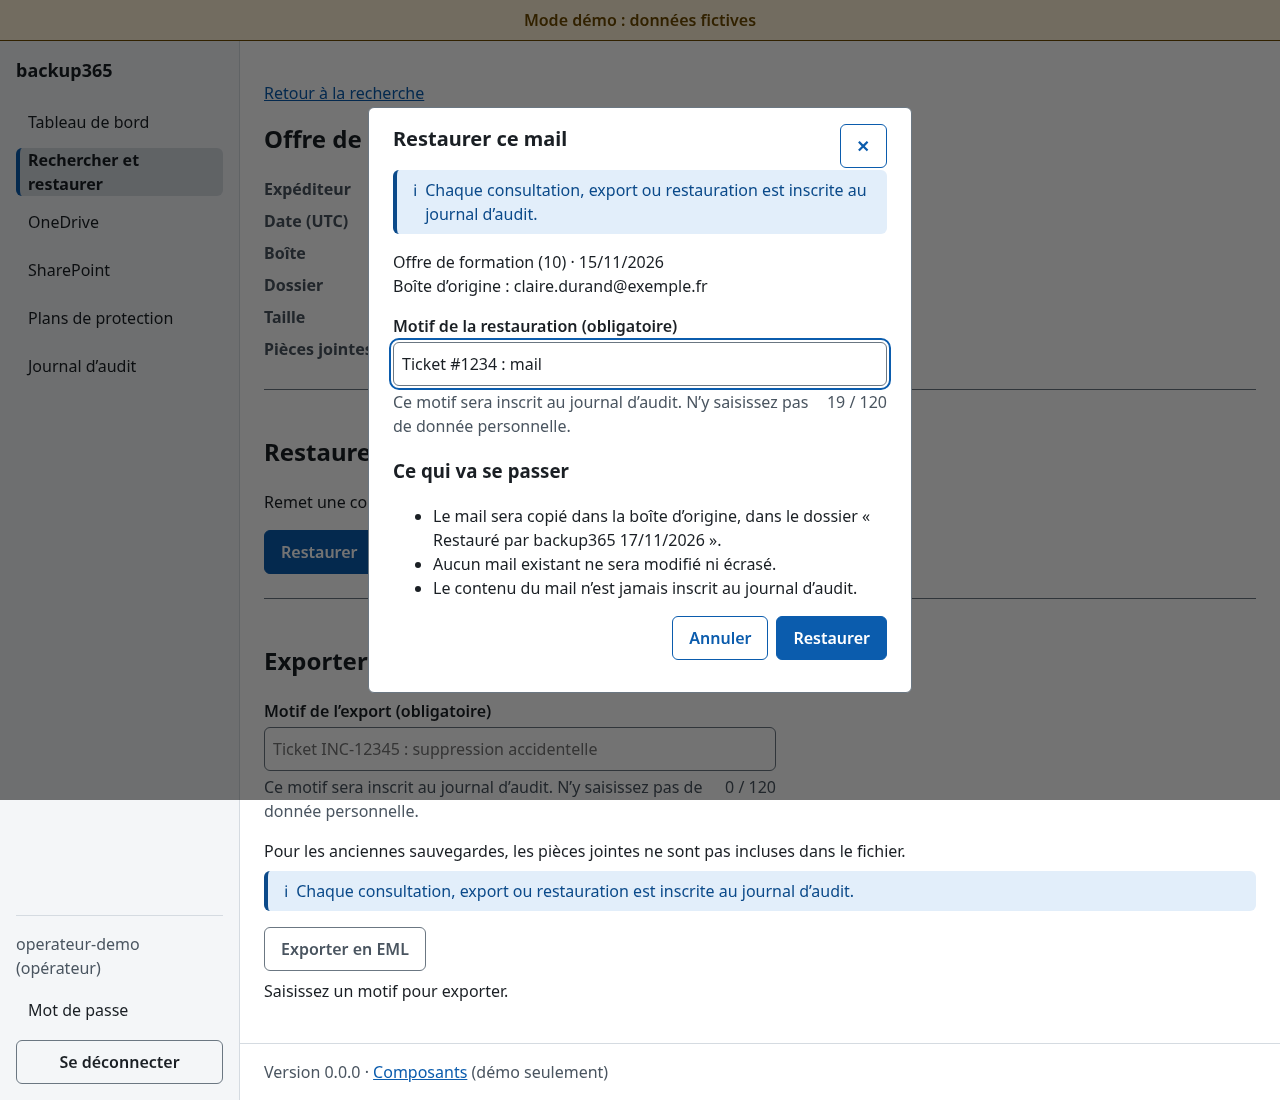 Mode démo : données fictives
backup365
Tableau de bord
Rechercher et
restaurer
OneDrive
SharePoint
Plans de protection
Journal d’audit
operateur-demo
(opérateur)
Mot de passe
Se déconnecter
Retour à la recherche
Offre de
Expéditeur
Date (UTC)
Boîte
Dossier
Taille
Pièces jointes
Restaure
Remet une co
Restaurer
Restaurer ce mail
×
i Chaque consultation, export ou restauration est inscrite au
journal d’audit.
Offre de formation (10) · 15/11/2026
Boîte d’origine : claire.durand@exemple.fr
Motif de la restauration (obligatoire)
Ticket #1234 : mail
Ce motif sera inscrit au journal d’audit. N’y saisissez pas 19 / 120
de donnée personnelle.
Ce qui va se passer
• Le mail sera copié dans la boîte d’origine, dans le dossier «
Restauré par backup365 17/11/2026 ».
• Aucun mail existant ne sera modifié ni écrasé.
• Le contenu du mail n’est jamais inscrit au journal d’audit.
Annuler Restaurer
Exporter
Motif de l’export (obligatoire)
Ticket INC-12345 : suppression accidentelle
Ce motif sera inscrit au journal d’audit. N’y saisissez pas de 0 / 120
donnée personnelle.
Pour les anciennes sauvegardes, les pièces jointes ne sont pas incluses dans le fichier.
i Chaque consultation, export ou restauration est inscrite au journal d’audit.
Exporter en EML
Saisissez un motif pour exporter.
Version 0.0.0 · Composants (démo seulement)